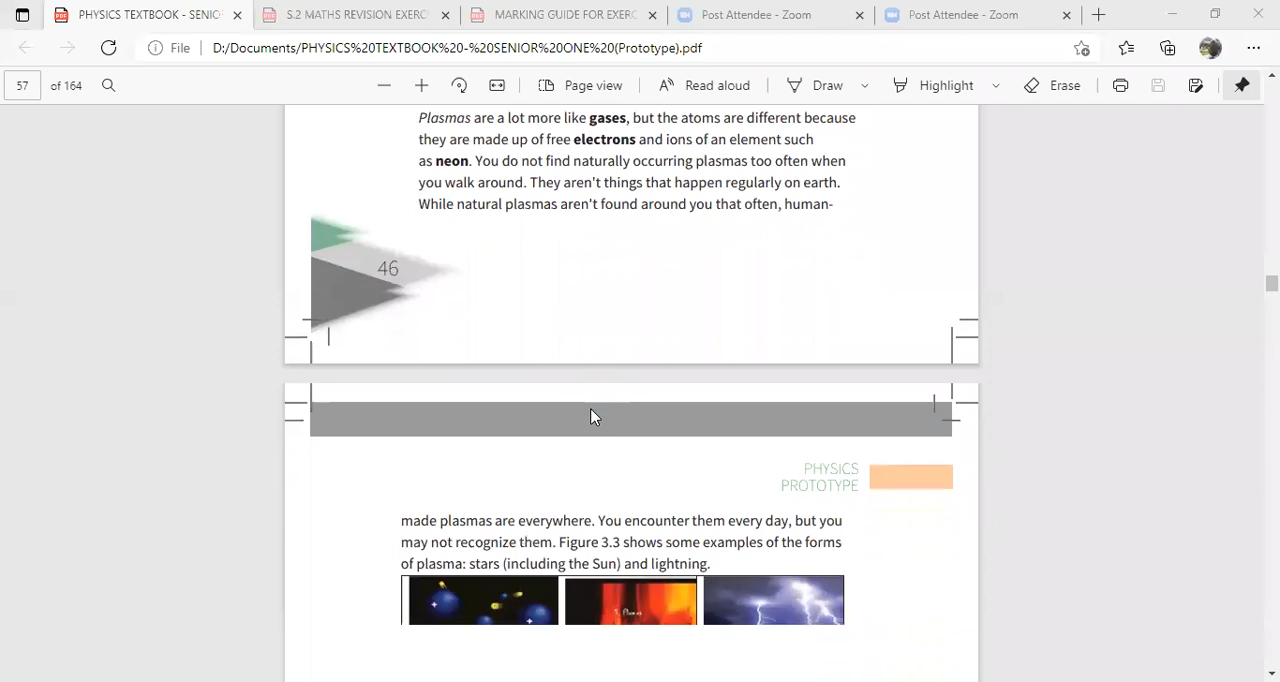 PHYSICS TEXTBOOK - SENIC
S.2 MATHS REVISION EXERC
MARKING GUIDE FOR EXERC
Post Attendee - Zoom
Post Attendee - Zoom
File
D:/Documents/PHYSICS%20TEXTBOOK%20-%20SENIOR%20ONE%20(Prototype).pdf
57 of 164
Page view
Read aloud
Draw
Highlight
Erase
Plasmas are a lot more like gases, but the atoms are different because
they are made up of free electrons and ions of an element such
as neon. You do not find naturally occurring plasmas too often when
you walk around. They aren't things that happen regularly on earth.
While natural plasmas aren't found around you that often, human-
46
PHYSICS
PROTOTYPE
made plasmas are everywhere. You encounter them every day, but you
may not recognize them. Figure 3.3 shows some examples of the forms
of plasma: stars (including the Sun) and lightning.